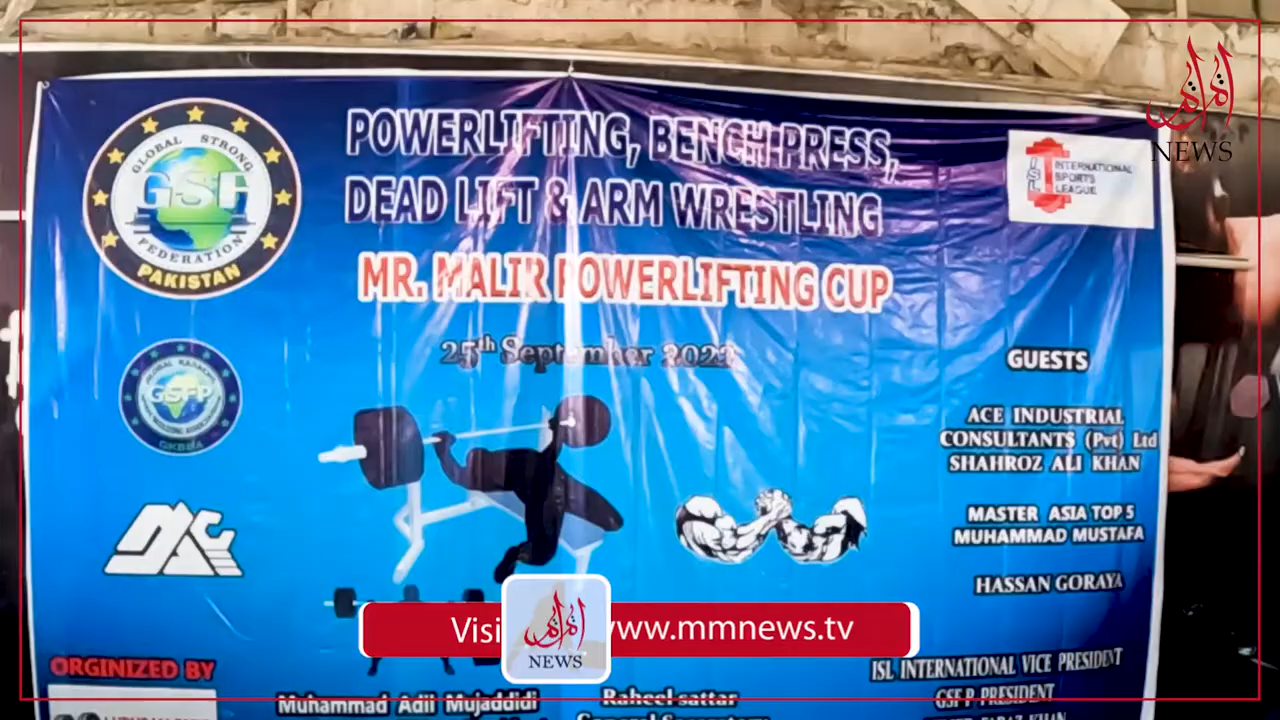 POWERLIFTING, BENCH PRESS,
DEAD LIFT & ARM WRESTLING
MR. MALIR POWERLIFTING CUP
25th September 2022
GLOBAL STRONG
GSF
FEDERATION
PAKISTAN
ISL
INTERNATIONAL
SPORTS
LEAGUE
NEWS
GSFP
GUESTS
ACE INDUSTRIAL
CONSULTANTS (Pvt) Ltd
SHAHROZ ALI KHAN
MASTER ASIA TOP 5
MUHAMMAD MUSTAFA
HASSAN GORAYA
www.mmnews.tv
NEWS
ORGINIZED BY
ISL INTERNATIONAL VICE PRESIDENT
GSF P PRESIDENT
Muhammad Adil Mujaddidi
Raheel sattar
General Secretary